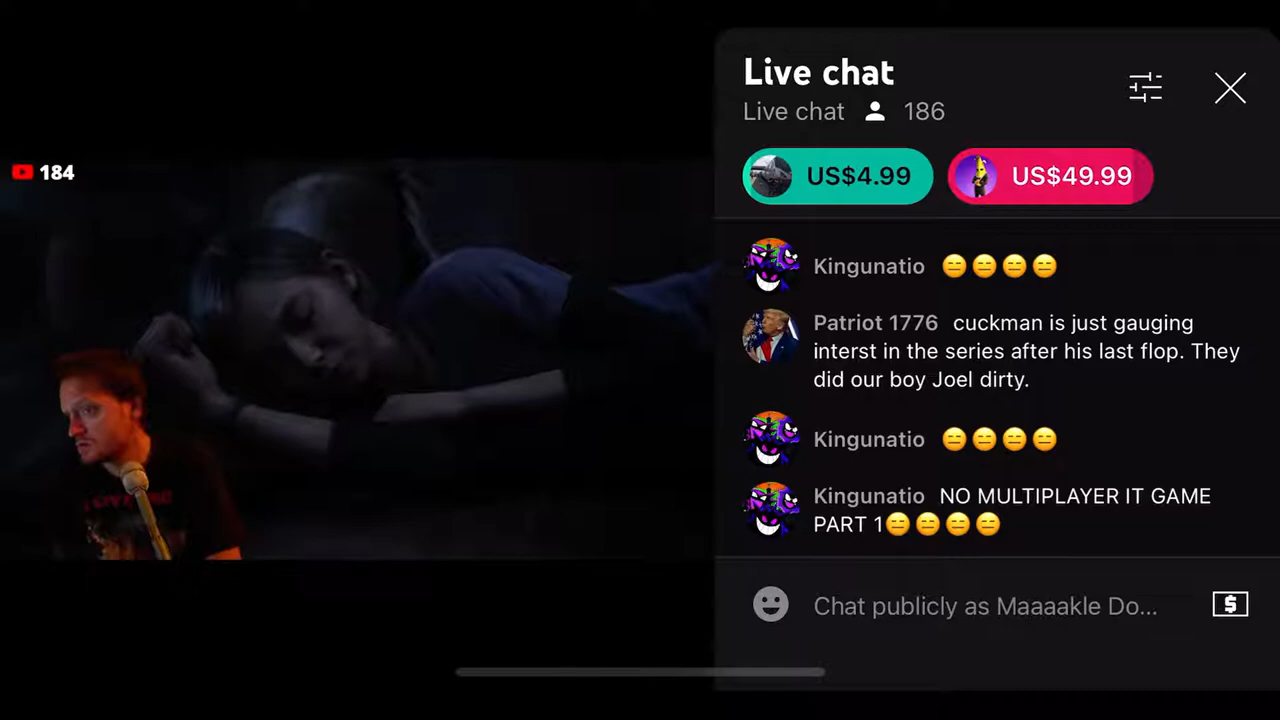 Live chat
Live chat 186
US$4.99 US$49.99
184
Kingunatio 😑😑😑😑
Patriot 1776 cuckman is just gauging
interst in the series after his last flop. They
did our boy Joel dirty.
Kingunatio 😑😑😑😑
Kingunatio NO MULTIPLAYER IT GAME
PART 1😑😑😑😑
Chat publicly as Maaaakle Do...